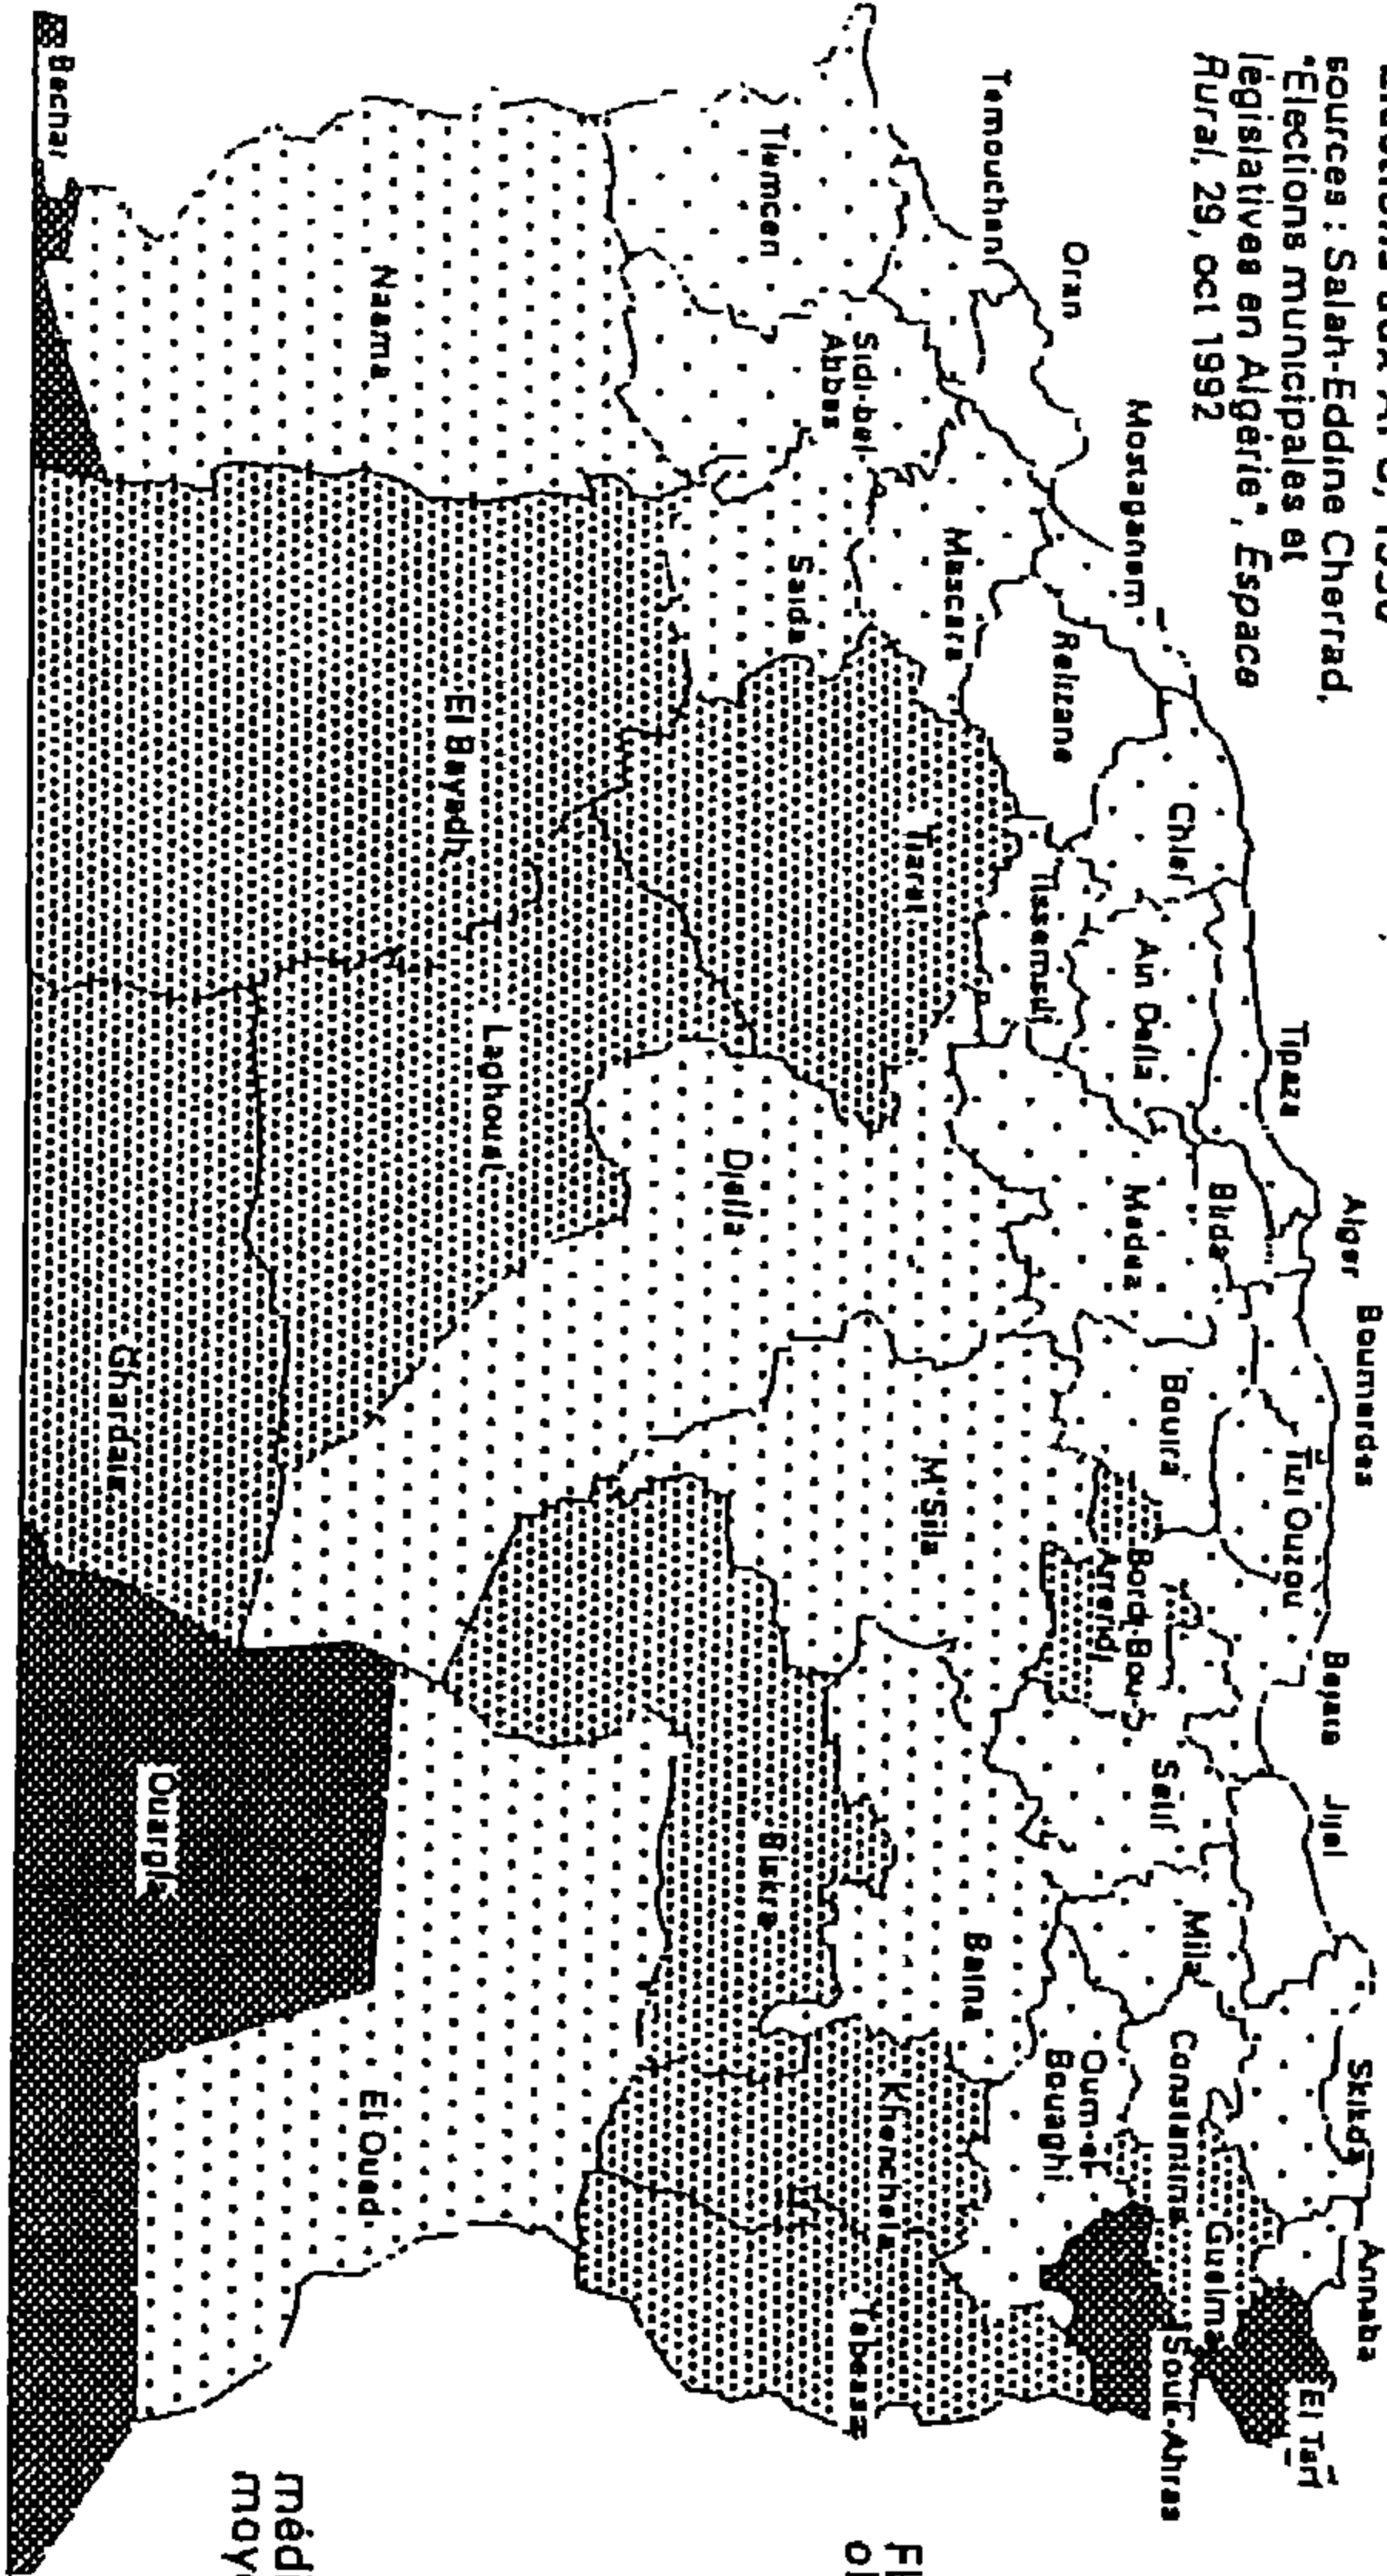 sources : Salah-Eddine Cherrad,
"Elections municipales et
législatives en Algérie", Espace
Rural, 29, oct 1992
Temouchent
Oran
Mostaganem
Tipaza
Alger
Boumerdes
Bejaia
Jijel
Skikda
Annaba
El Tarf
Tlemcen
Sidi-bel-
Abbes
Mascara
Relizane
Chlef
Tissemsilt
Ain Defla
Blida
Medea
Bouira
Tizi Ouzou
Bordj Bou-
Arreridj
Setif
Mila
Constantine
Guelma
Souk-Ahras
Oum-el-
Bouaghi
Saida
Tiaret
Djelfa
M'Sila
Batna
Khenchela
Tebessa
Biskra
Naama
El Bayadh
Laghouat
El Oued
Ghardaia
Ouargla
Bechar
méd
moy